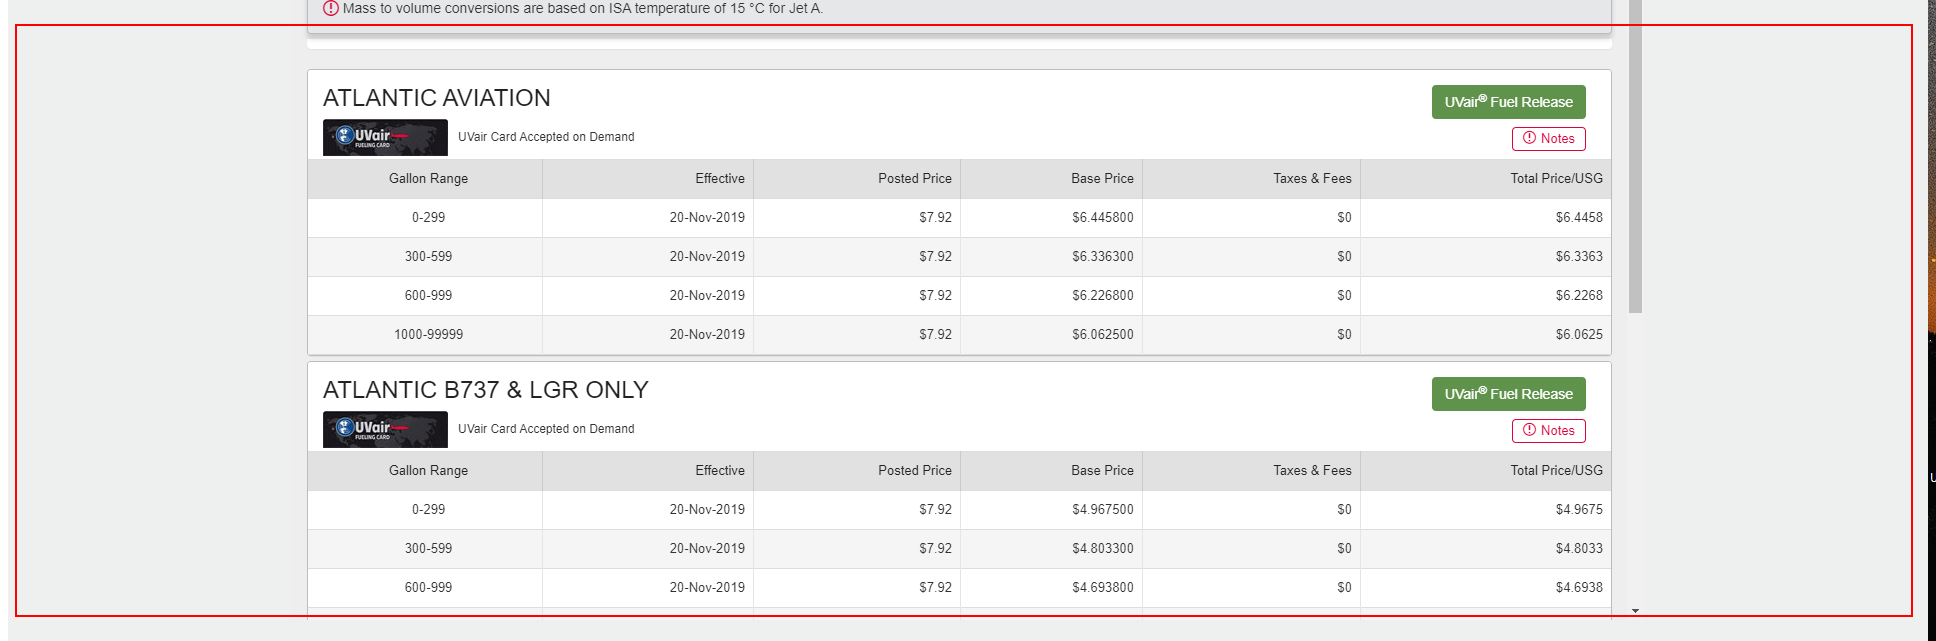 Mass to volume conversions are based on ISA temperature of 15 °C for Jet A.
ATLANTIC AVIATION
UVair® Fuel Release
UVair FUELING CARD
UVair Card Accepted on Demand
Notes
Gallon Range Effective Posted Price Base Price Taxes & Fees Total Price/USG
0-299 20-Nov-2019 $7.92 $6.445800 $0 $6.4458
300-599 20-Nov-2019 $7.92 $6.336300 $0 $6.3363
600-999 20-Nov-2019 $7.92 $6.226800 $0 $6.2268
1000-99999 20-Nov-2019 $7.92 $6.062500 $0 $6.0625
ATLANTIC B737 & LGR ONLY
UVair® Fuel Release
UVair FUELING CARD
UVair Card Accepted on Demand
Notes
Gallon Range Effective Posted Price Base Price Taxes & Fees Total Price/USG
0-299 20-Nov-2019 $7.92 $4.967500 $0 $4.9675
300-599 20-Nov-2019 $7.92 $4.803300 $0 $4.8033
600-999 20-Nov-2019 $7.92 $4.693800 $0 $4.6938